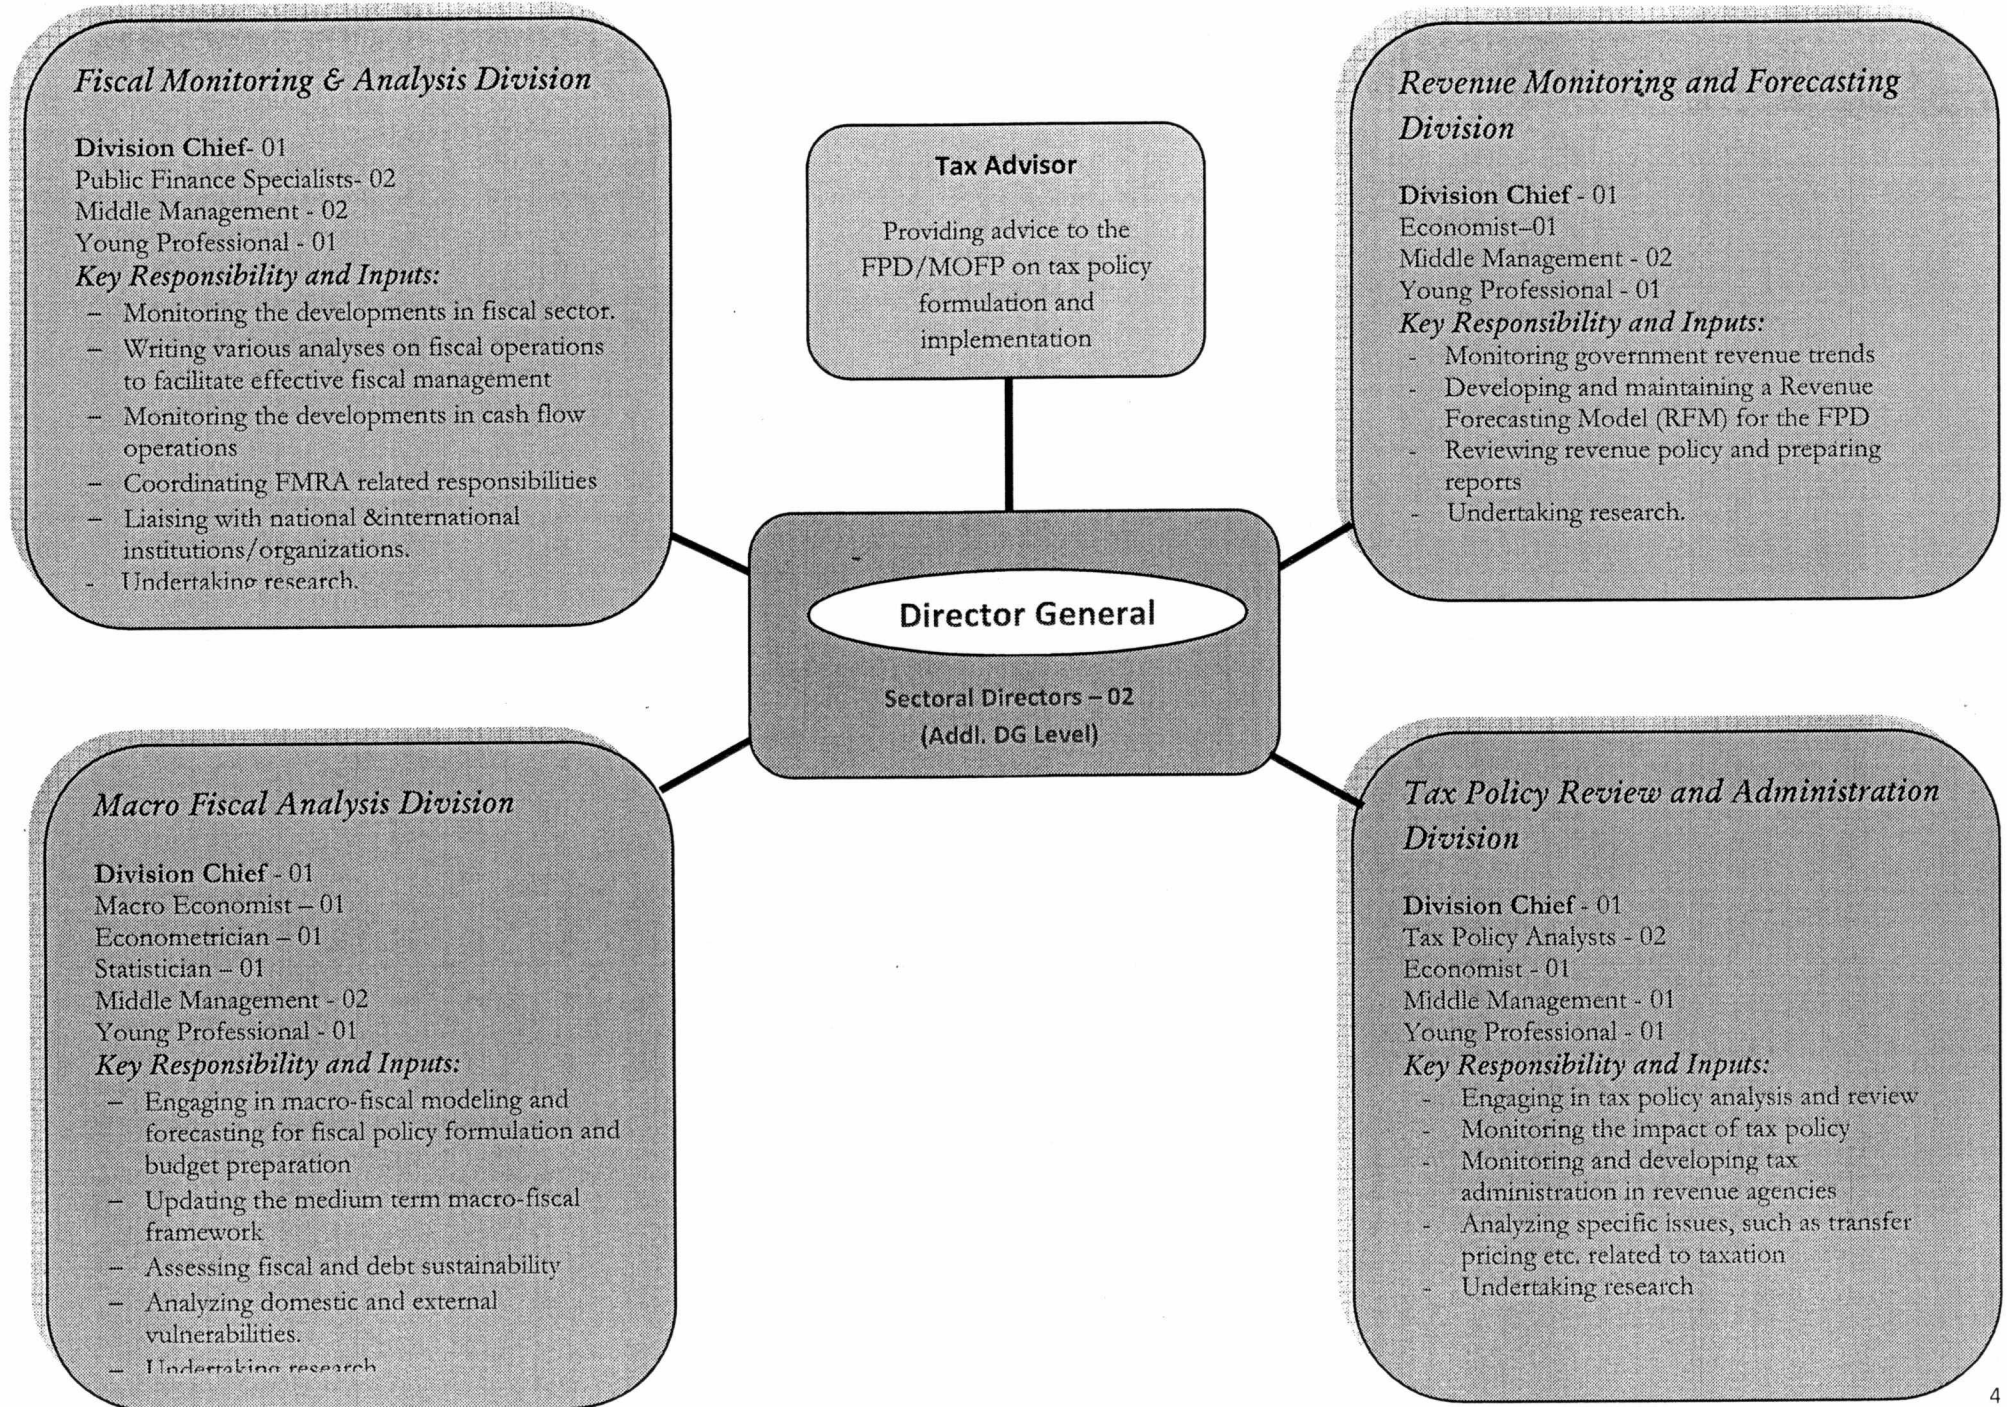 Fiscal Monitoring & Analysis Division
Division Chief- 01
Public Finance Specialists- 02
Middle Management - 02
Young Professional - 01
Key Responsibility and Inputs:
– Monitoring the developments in fiscal sector.
– Writing various analyses on fiscal operations
to facilitate effective fiscal management
– Monitoring the developments in cash flow
operations
– Coordinating FMRA related responsibilities
– Liaising with national &international
institutions/organizations.
- Undertaking research.
Tax Advisor
Providing advice to the
FPD/MOFP on tax policy
formulation and
implementation
Revenue Monitoring and Forecasting
Division
Division Chief - 01
Economist–01
Middle Management - 02
Young Professional - 01
Key Responsibility and Inputs:
- Monitoring government revenue trends
- Developing and maintaining a Revenue
Forecasting Model (RFM) for the FPD
- Reviewing revenue policy and preparing
reports
- Undertaking research.
Director General
Sectoral Directors – 02
(Addl. DG Level)
Macro Fiscal Analysis Division
Division Chief - 01
Macro Economist – 01
Econometrician – 01
Statistician – 01
Middle Management - 02
Young Professional - 01
Key Responsibility and Inputs:
– Engaging in macro-fiscal modeling and
forecasting for fiscal policy formulation and
budget preparation
– Updating the medium term macro-fiscal
framework
– Assessing fiscal and debt sustainability
– Analyzing domestic and external
vulnerabilities.
– Undertaking research
Tax Policy Review and Administration
Division
Division Chief - 01
Tax Policy Analysts - 02
Economist - 01
Middle Management - 01
Young Professional - 01
Key Responsibility and Inputs:
- Engaging in tax policy analysis and review
- Monitoring the impact of tax policy
- Monitoring and developing tax
administration in revenue agencies
- Analyzing specific issues, such as transfer
pricing etc. related to taxation
- Undertaking research
4